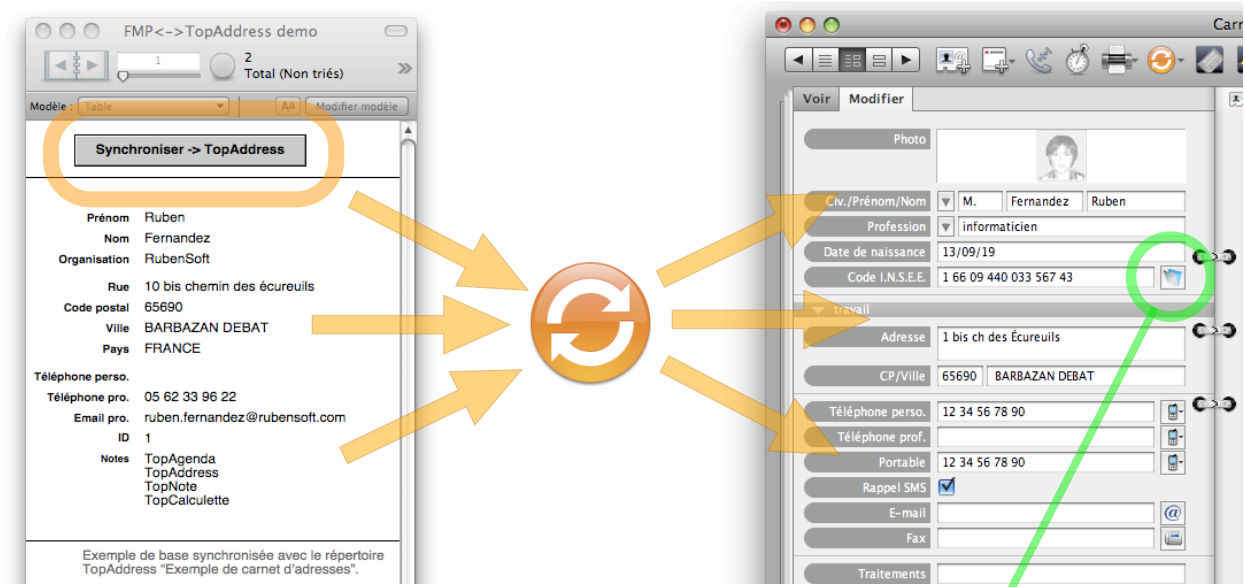 FMP<->TopAddress demo
1
2
Total (Non triés)
Modèle : Table
Aa
Modifier modèle
Synchroniser -> TopAddress
Prénom Ruben
Nom Fernandez
Organisation RubenSoft
Rue 10 bis chemin des écureuils
Code postal 65690
Ville BARBAZAN DEBAT
Pays FRANCE
Téléphone perso.
Téléphone pro. 05 62 33 96 22
Email pro. ruben.fernandez@rubensoft.com
ID 1
Notes TopAgenda
TopAddress
TopNote
TopCalculette
Exemple de base synchronisée avec le répertoire
TopAddress "Exemple de carnet d'adresses".
Carn
Voir Modifier
Photo
Civ./Prénom/Nom M. Fernandez Ruben
Profession informaticien
Date de naissance 13/09/19
Code I.N.S.E.E. 1 66 09 440 033 567 43
travail
Adresse 1 bis ch des Écureuils
CP/Ville 65690 BARBAZAN DEBAT
Téléphone perso. 12 34 56 78 90
Téléphone prof.
Portable 12 34 56 78 90
Rappel SMS
E-mail @
Fax
Traitements